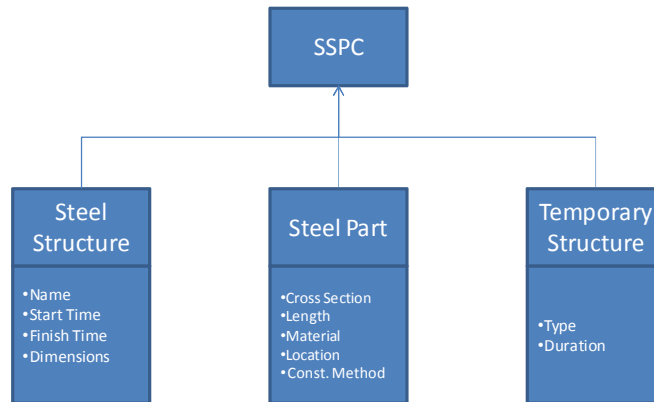 SSPC
Steel
Structure
•Name
•Start Time
•Finish Time
•Dimensions
Steel Part
•Cross Section
•Length
•Material
•Location
•Const. Method
Temporary
Structure
•Type
•Duration